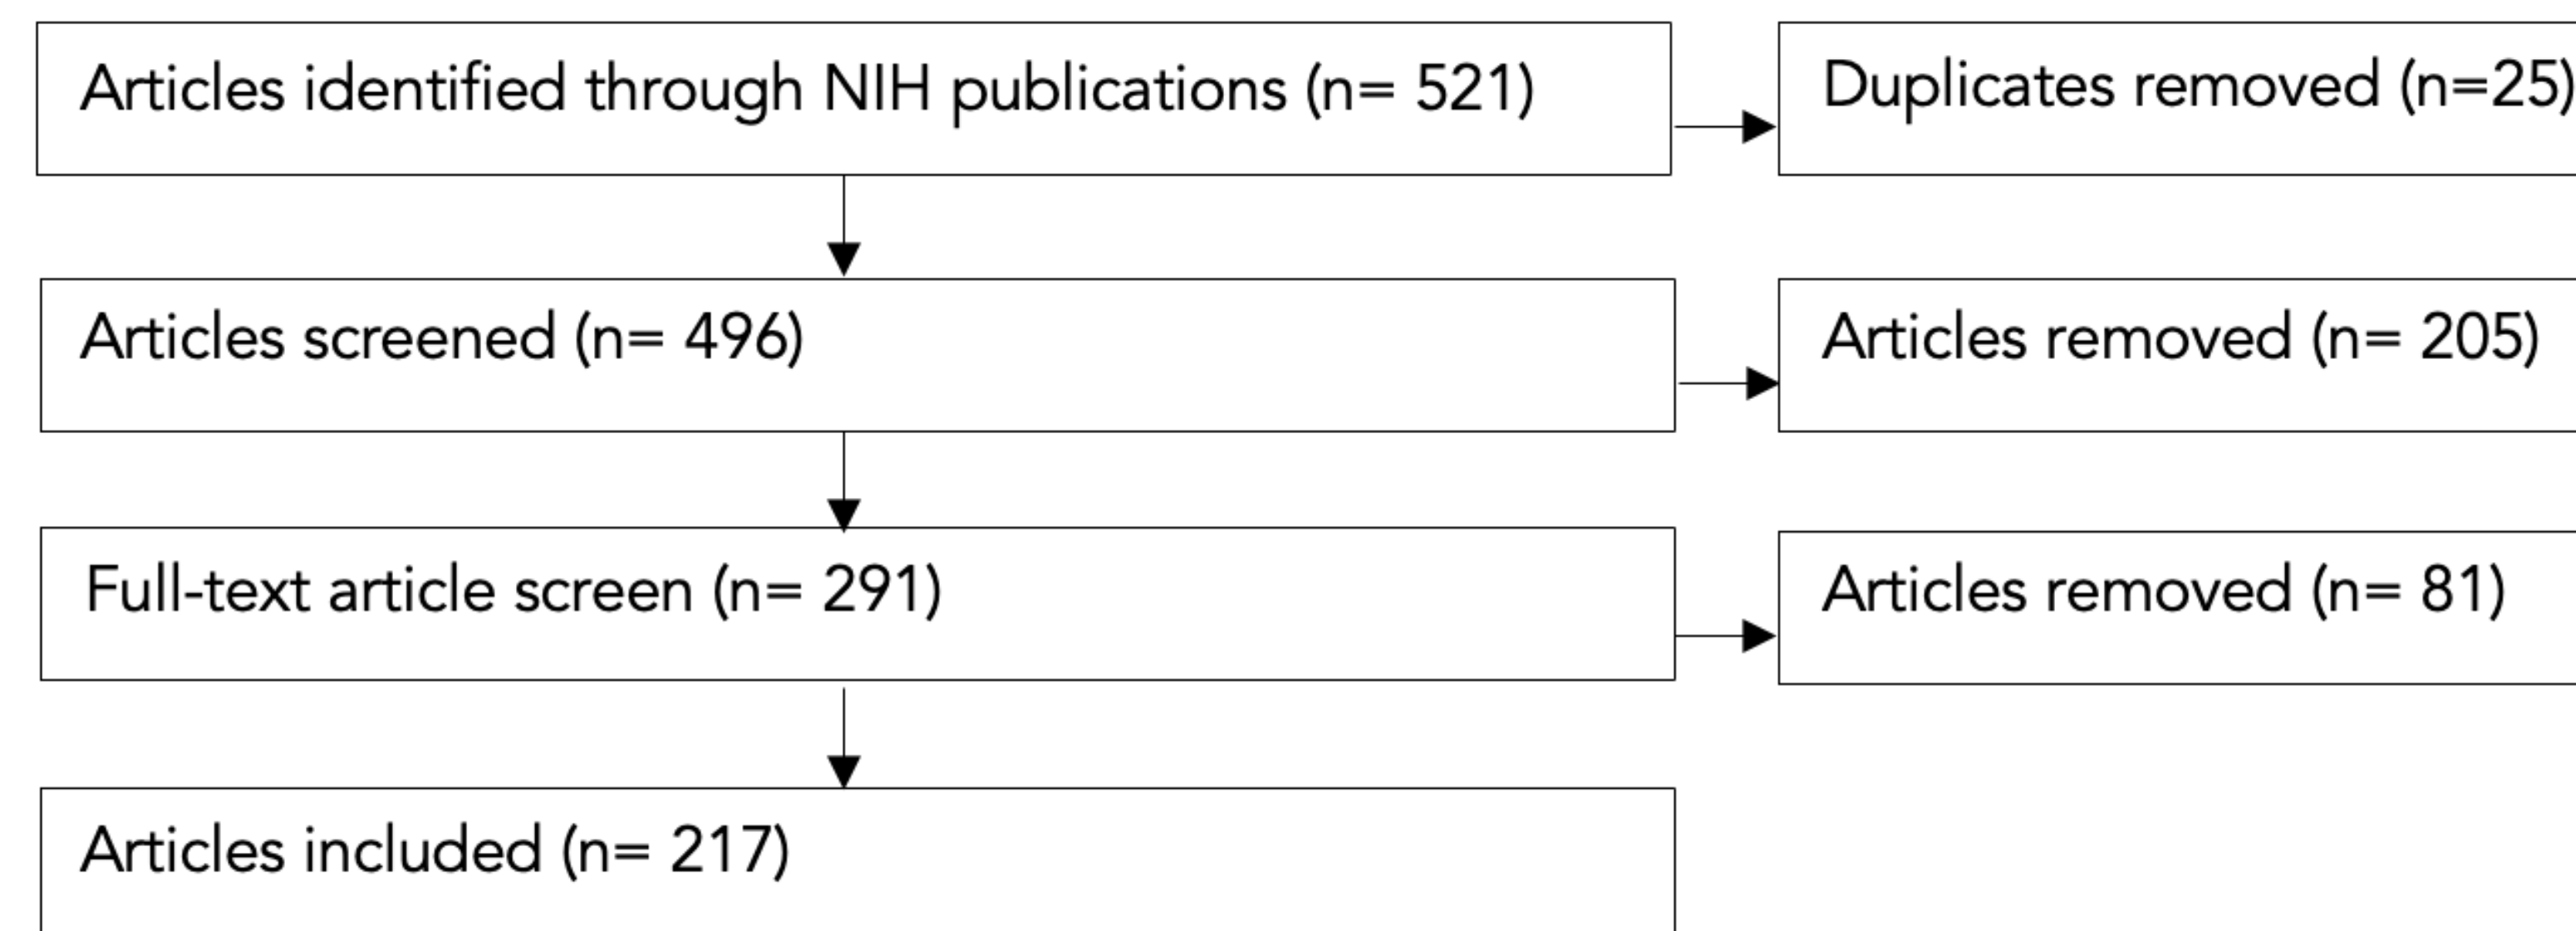 Articles identified through NIH publications (n= 521)
Duplicates removed (n=25)
Articles screened (n= 496)
Articles removed (n= 205)
Full-text article screen (n= 291)
Articles removed (n= 81)
Articles included (n= 217)